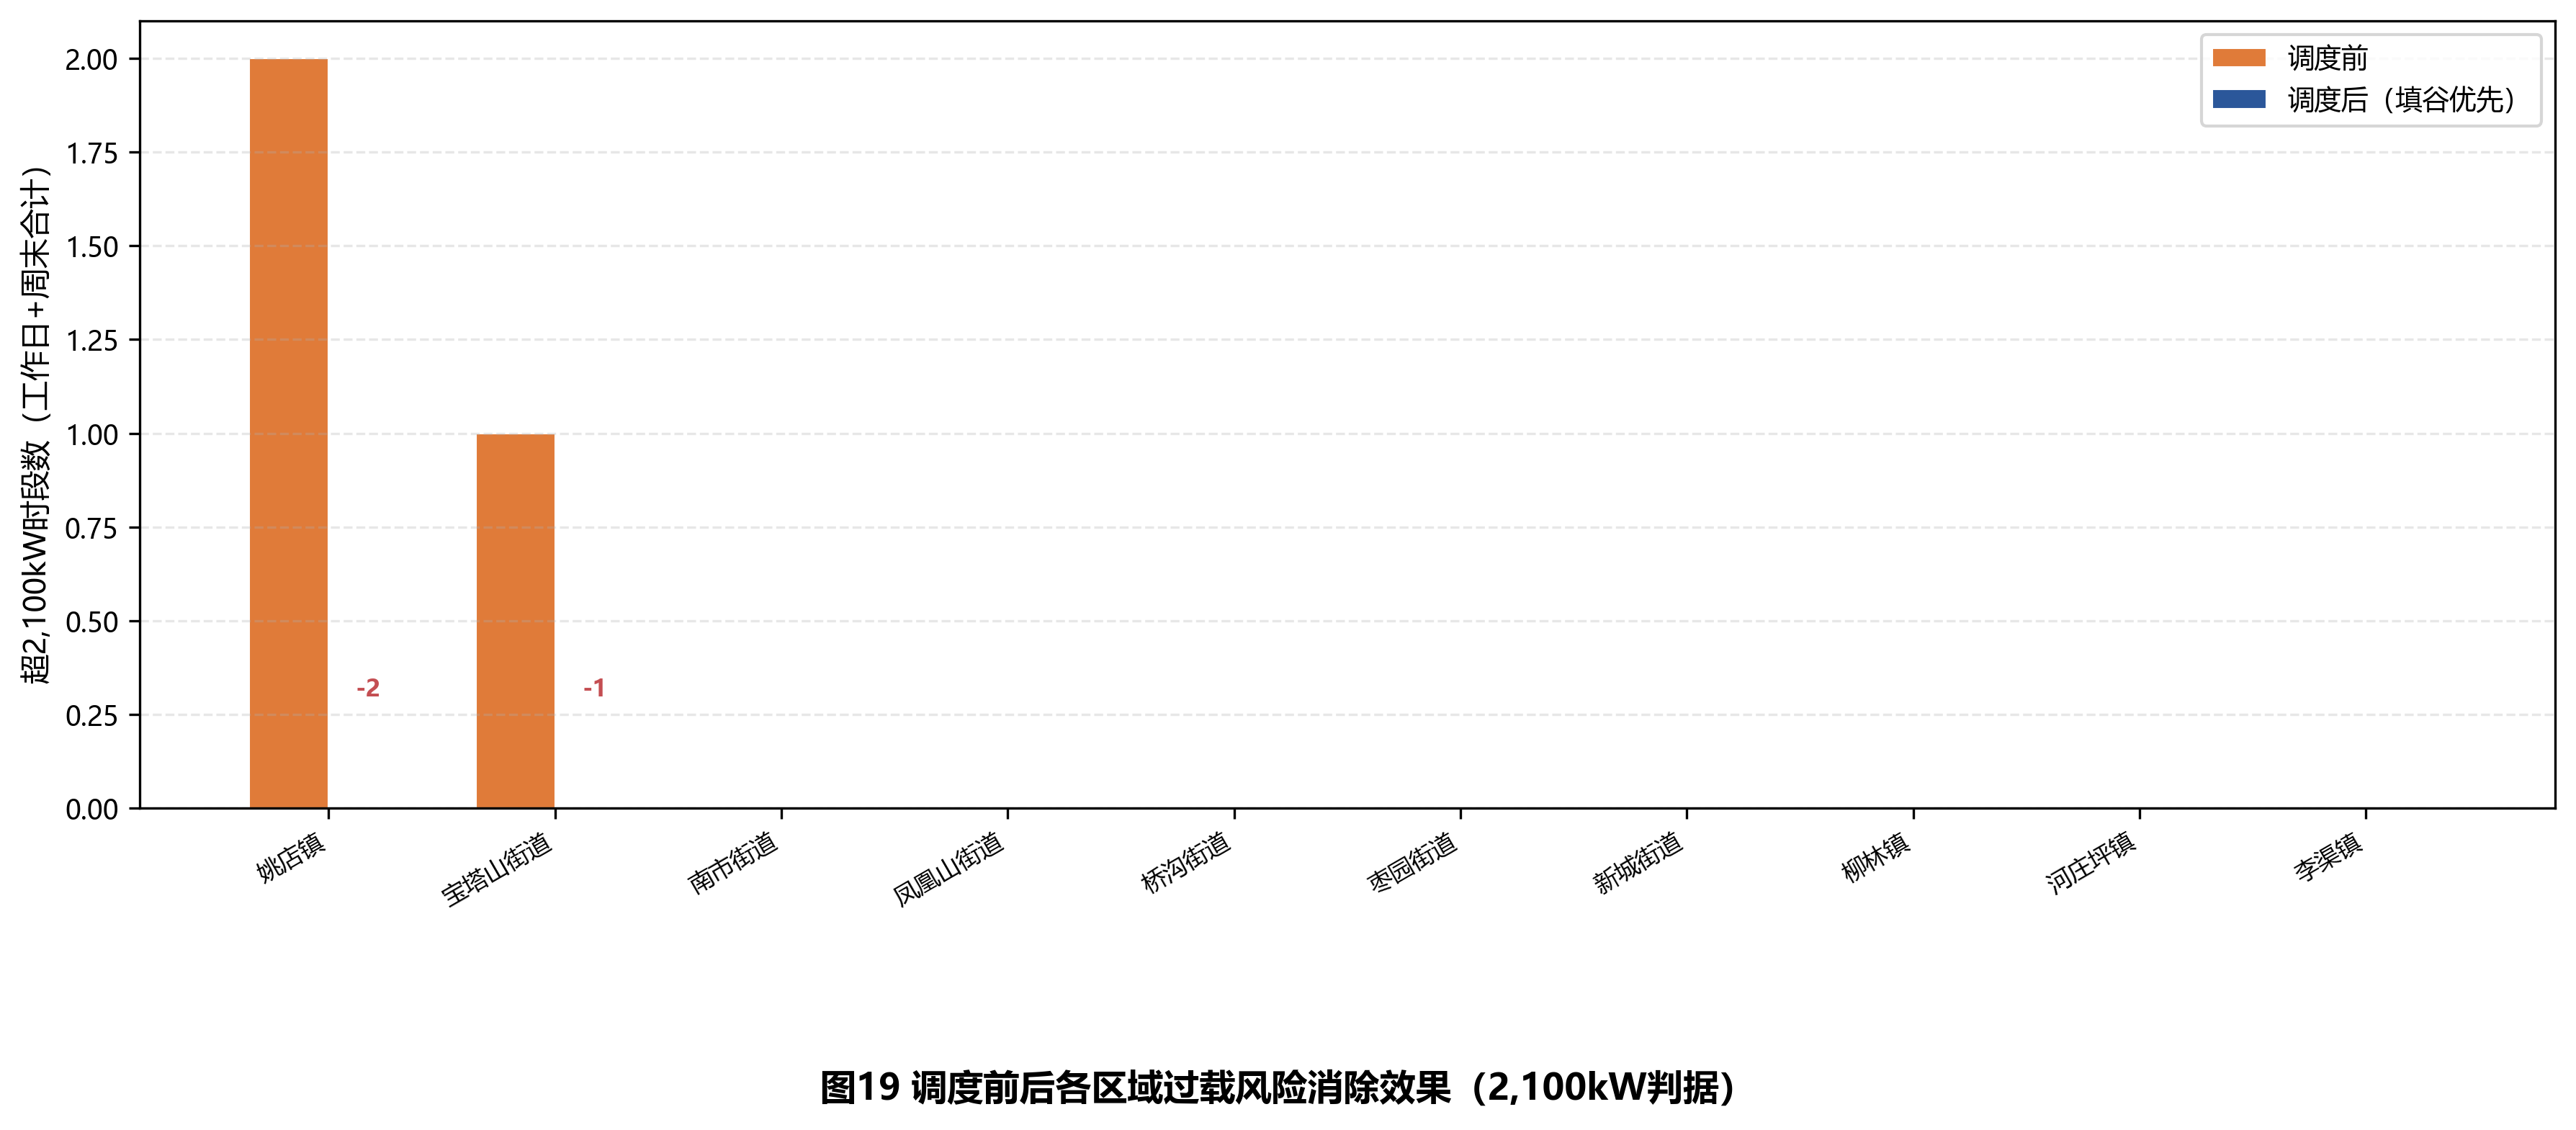 调度前
调度后（填谷优先）
超2,100kW时段数（工作日+周末合计）
2.00
1.75
1.50
1.25
1.00
0.75
0.50
0.25
0.00
-2
-1
姚店镇
宝塔山街道
南市街道
凤凰山街道
桥沟街道
枣园街道
新城街道
柳林镇
河庄坪镇
李渠镇
图19 调度前后各区域过载风险消除效果（2,100kW判据）